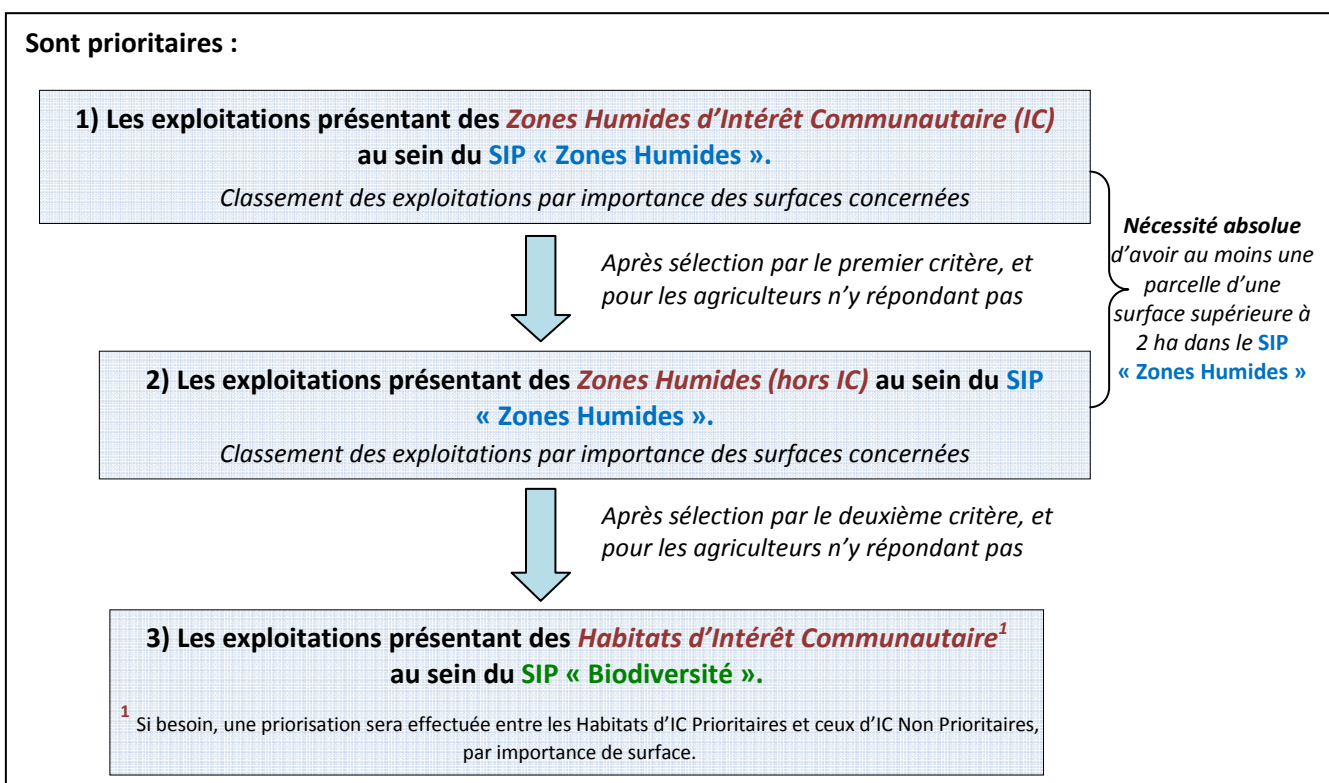 Sont prioritaires :
1) Les exploitations présentant des Zones Humides d’Intérêt Communautaire (IC)
au sein du SIP « Zones Humides ».
Classement des exploitations par importance des surfaces concernées
Après sélection par le premier critère, et
pour les agriculteurs n’y répondant pas
Nécessité absolue
d’avoir au moins une
parcelle d’une
surface supérieure à
2 ha dans le SIP
« Zones Humides »
2) Les exploitations présentant des Zones Humides (hors IC) au sein du SIP
« Zones Humides ».
Classement des exploitations par importance des surfaces concernées
Après sélection par le deuxième critère, et
pour les agriculteurs n’y répondant pas
3) Les exploitations présentant des Habitats d’Intérêt Communautaire¹
au sein du SIP « Biodiversité ».
¹ Si besoin, une priorisation sera effectuée entre les Habitats d’IC Prioritaires et ceux d’IC Non Prioritaires,
par importance de surface.